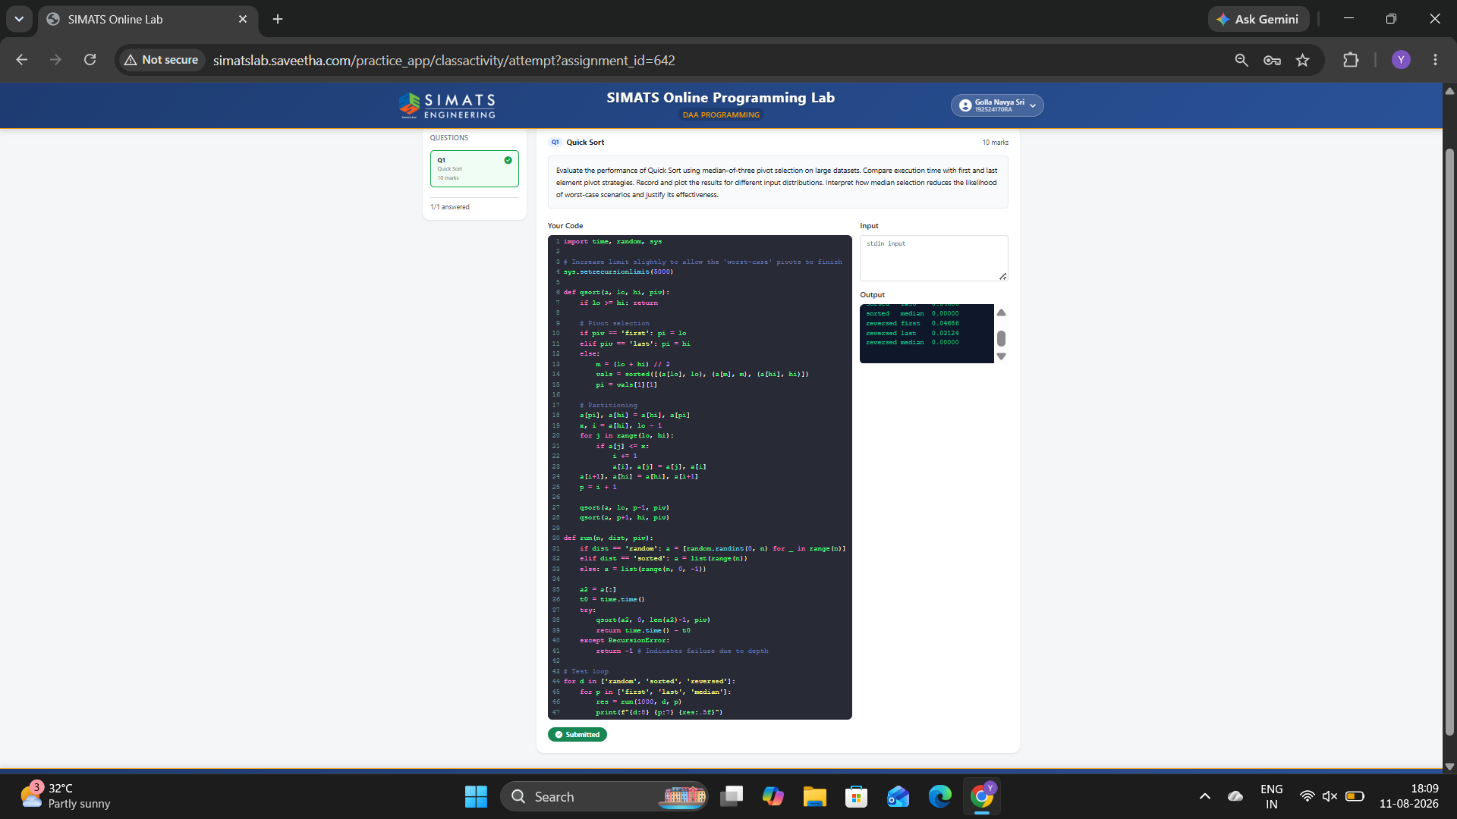 SIMATS Online Lab
Ask Gemini
Not secure
simatslab.saveetha.com/practice_app/classactivity/attempt?assignment_id=642
Y
SIMATS
ENGINEERING
SIMATS Online Programming Lab
DAA PROGRAMMING
Golla Navya Sri
192524170RA
QUESTIONS
Q1
Quick Sort
10 marks
1/1 answered
Q1 Quick Sort
10 marks
Evaluate the performance of Quick Sort using median-of-three pivot selection on large datasets. Compare execution time with first and last
element pivot strategies. Record and plot the results for different input distributions. Interpret how median selection reduces the likelihood
of worst-case scenarios and justify its effectiveness.
Your Code
1 import time, random, sys
2
3 # Increase limit slightly to allow the 'worst-case' pivots to finish
4 sys.setrecursionlimit(5000)
5
6 def qsort(a, lo, hi, piv):
7 if lo >= hi: return
8
9 # Pivot selection
10 if piv == 'first': pi = lo
11 elif piv == 'last': pi = hi
12 else:
13 m = (lo + hi) // 2
14 vals = sorted([(a[lo], lo), (a[m], m), (a[hi], hi)])
15 pi = vals[1][1]
16
17 # Partitioning
18 a[pi], a[hi] = a[hi], a[pi]
19 x, i = a[hi], lo - 1
20 for j in range(lo, hi):
21 if a[j] <= x:
22 i += 1
23 a[i], a[j] = a[j], a[i]
24 a[i+1], a[hi] = a[hi], a[i+1]
25 p = i + 1
26
27 qsort(a, lo, p-1, piv)
28 qsort(a, p+1, hi, piv)
29
30 def run(n, dist, piv):
31 if dist == 'random': a = [random.randint(0, n) for _ in range(n)]
32 elif dist == 'sorted': a = list(range(n))
33 else: a = list(range(n, 0, -1))
34
35 a2 = a[:]
36 t0 = time.time()
37 try:
38 qsort(a2, 0, len(a2)-1, piv)
39 return time.time() - t0
40 except RecursionError:
41 return -1 # Indicates failure due to depth
42
43 # Test loop
44 for d in ['random', 'sorted', 'reversed']:
45 for p in ['first', 'last', 'median']:
46 res = run(1000, d, p)
47 print(f"{d:8} {p:7} {res:.5f}")
Submitted
Input
stdin input
Output
sorted median 0.00000
reversed first 0.04656
reversed last 0.03124
reversed median 0.00000
3
32°C
Partly sunny
Search
Y
ENG
IN
18:09
11-08-2026